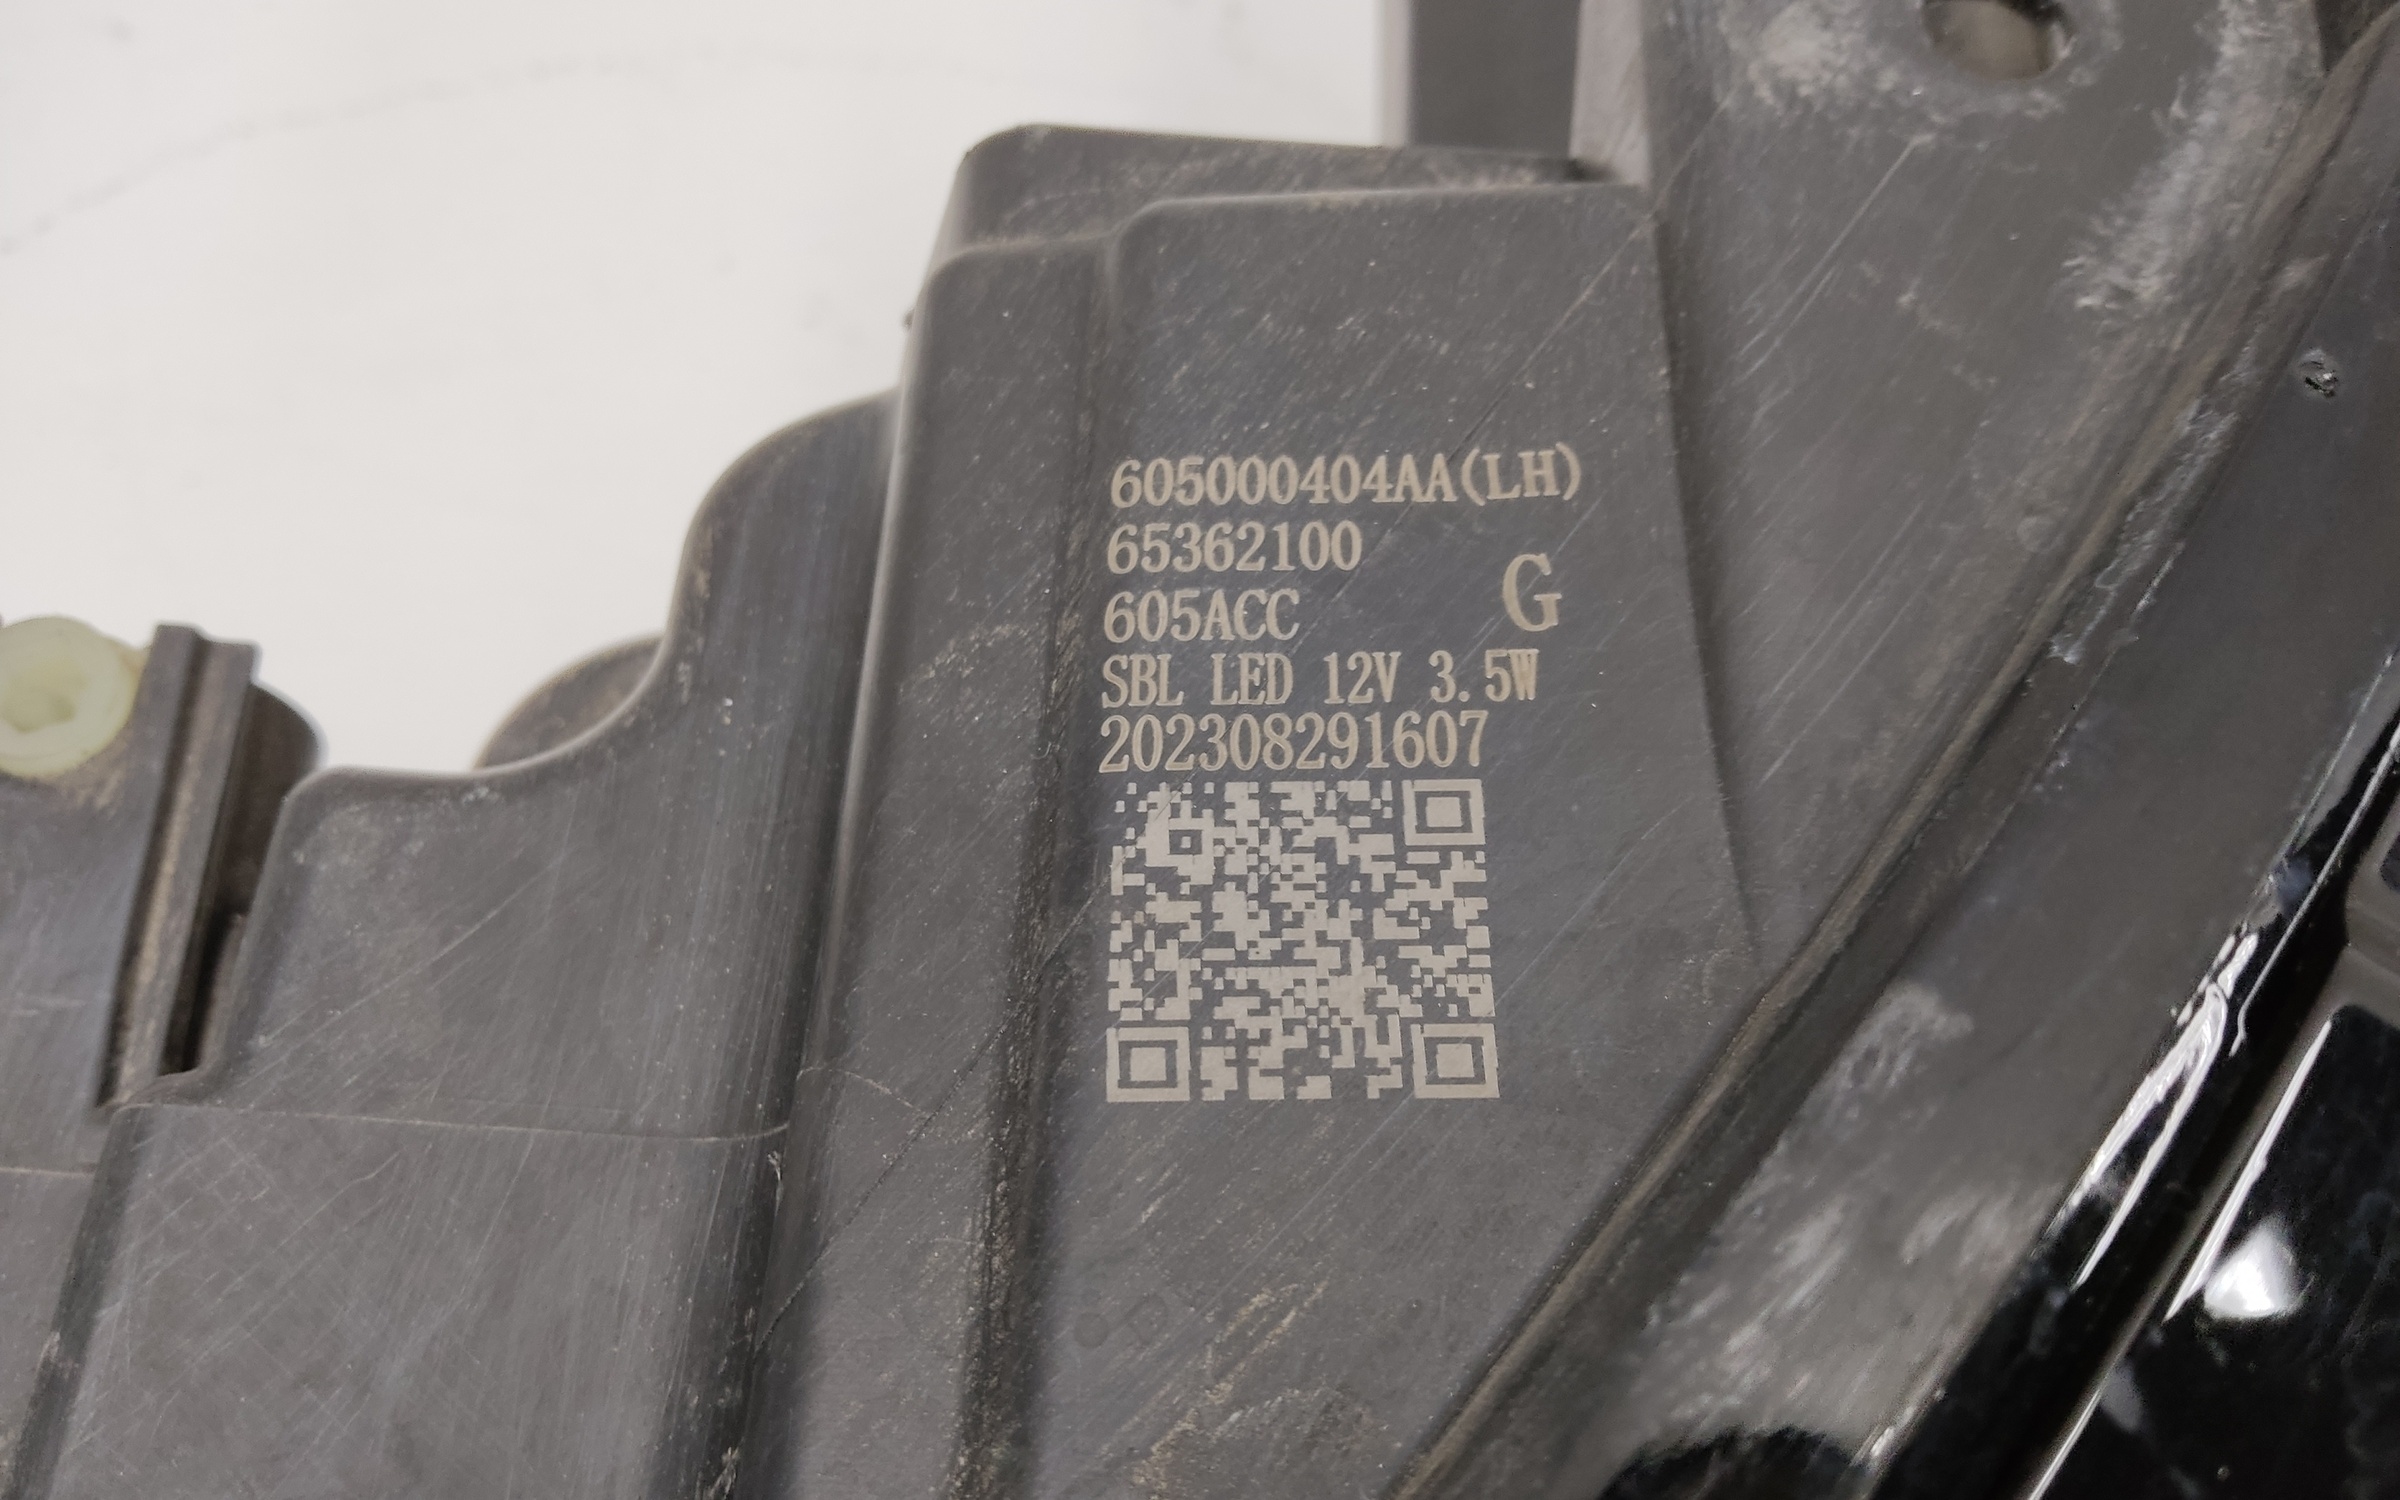 605000404AA(LH)
65362100
605ACC
G
SBL LED 12V 3.5W
202308291607